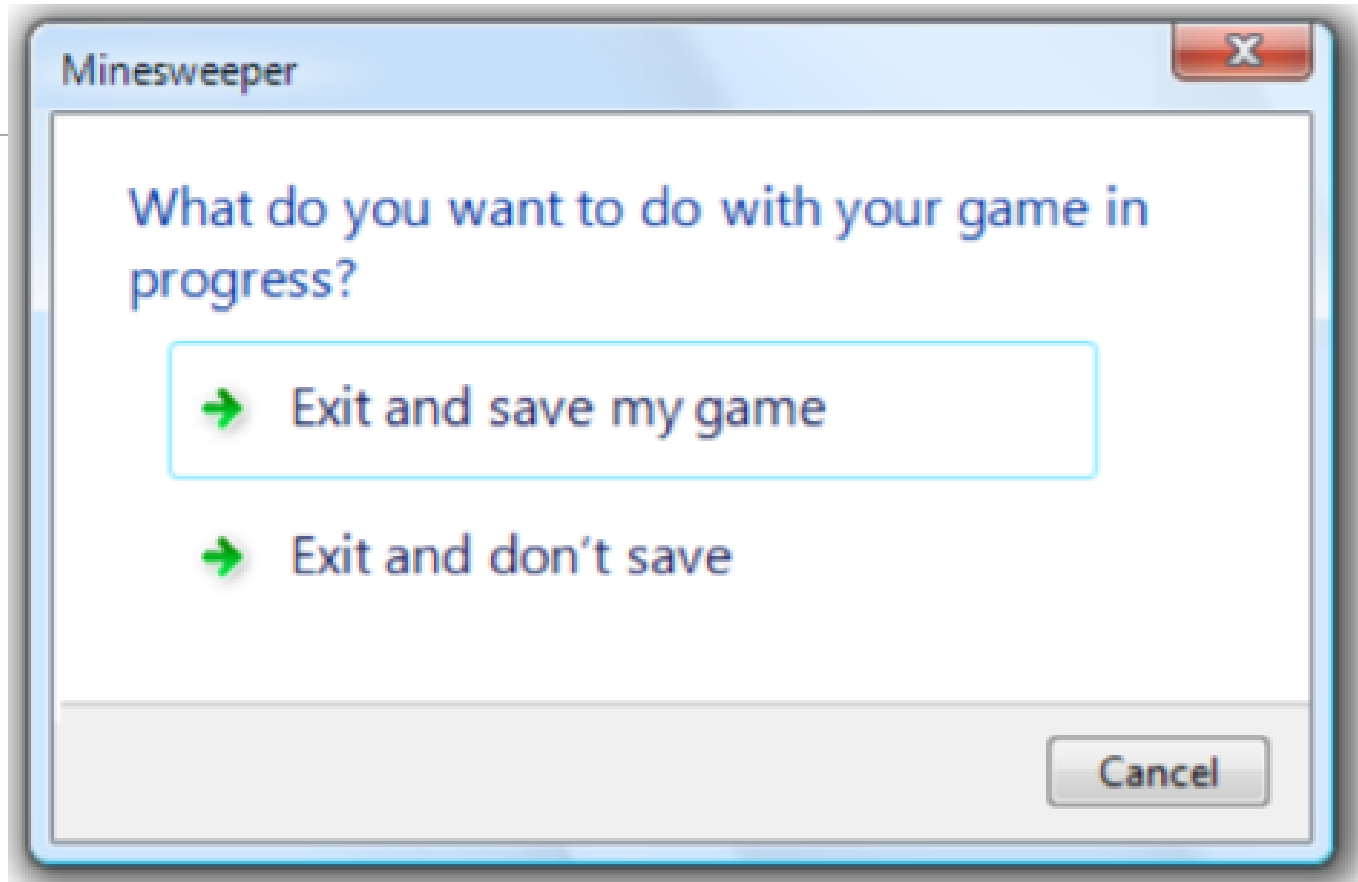 Minesweeper
What do you want to do with your game in
progress?
Exit and save my game
Exit and don't save
Cancel